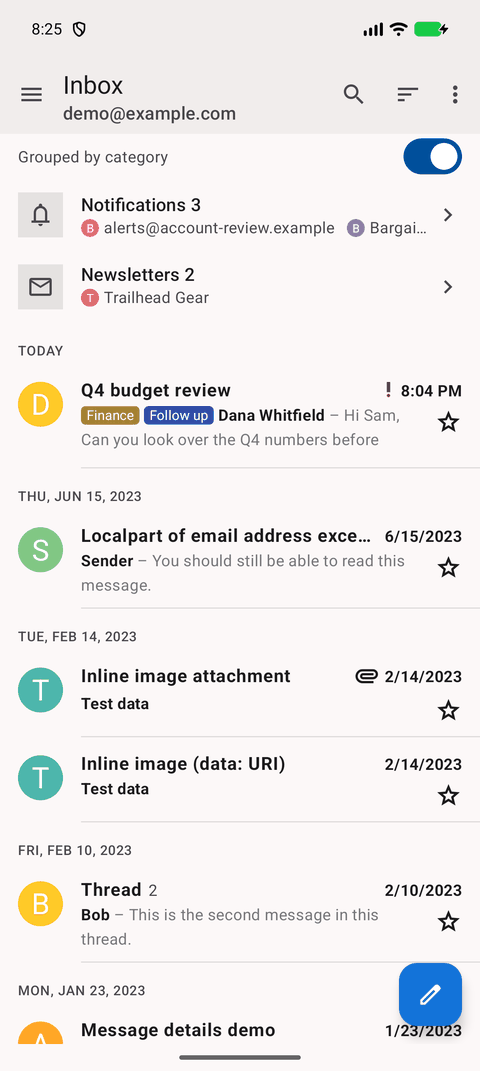 8:25
Inbox
demo@example.com
Grouped by category
Notifications 3
B alerts@account-review.example B Bargai…
Newsletters 2
T Trailhead Gear
TODAY
D
Q4 budget review 8:04 PM
Finance Follow up Dana Whitfield – Hi Sam,
Can you look over the Q4 numbers before
THU, JUN 15, 2023
S
Localpart of email address exce… 6/15/2023
Sender – You should still be able to read this
message.
TUE, FEB 14, 2023
T
Inline image attachment 2/14/2023
Test data
T
Inline image (data: URI) 2/14/2023
Test data
FRI, FEB 10, 2023
B
Thread 2 2/10/2023
Bob – This is the second message in this
thread.
MON, JAN 23, 2023
A
Message details demo 1/23/2023